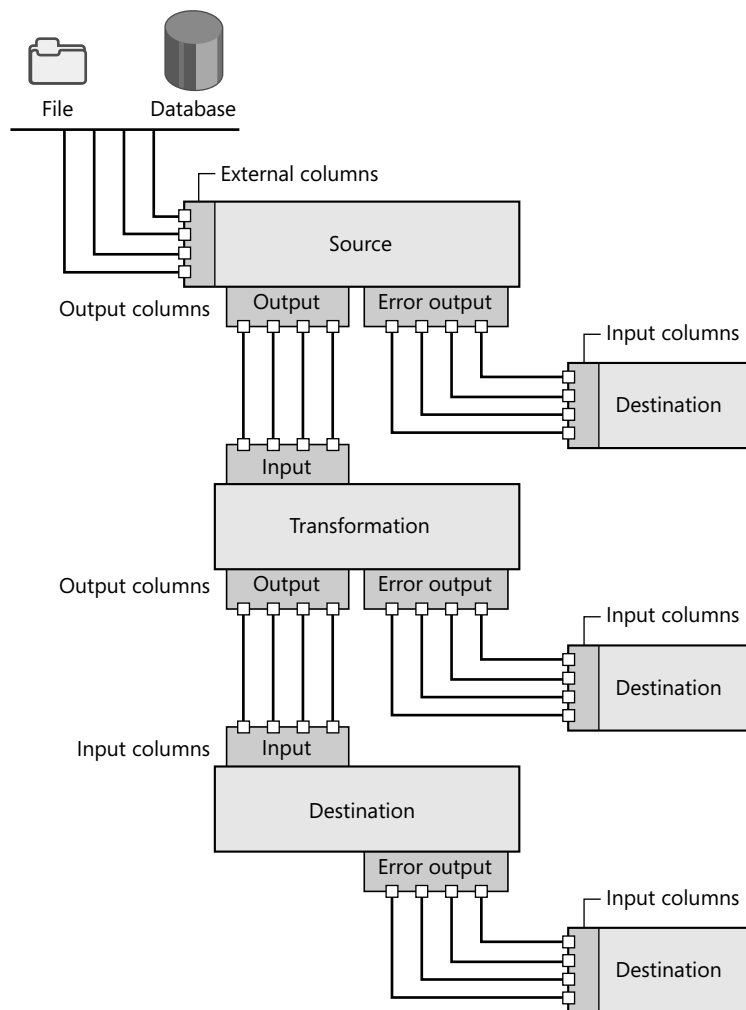 File
Database
External columns
Source
Output columns
Output
Error output
Input columns
Destination
Input
Transformation
Output columns
Output
Error output
Input columns
Destination
Input columns
Input
Destination
Error output
Input columns
Destination